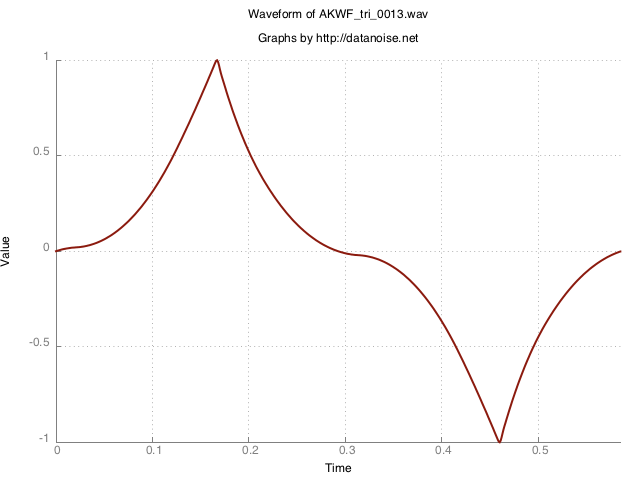 Waveform of AKWF_tri_0013.wav
Graphs by http://datanoise.net
1
0.5
0
-0.5
-1
Value
0 0.1 0.2 0.3 0.4 0.5
Time